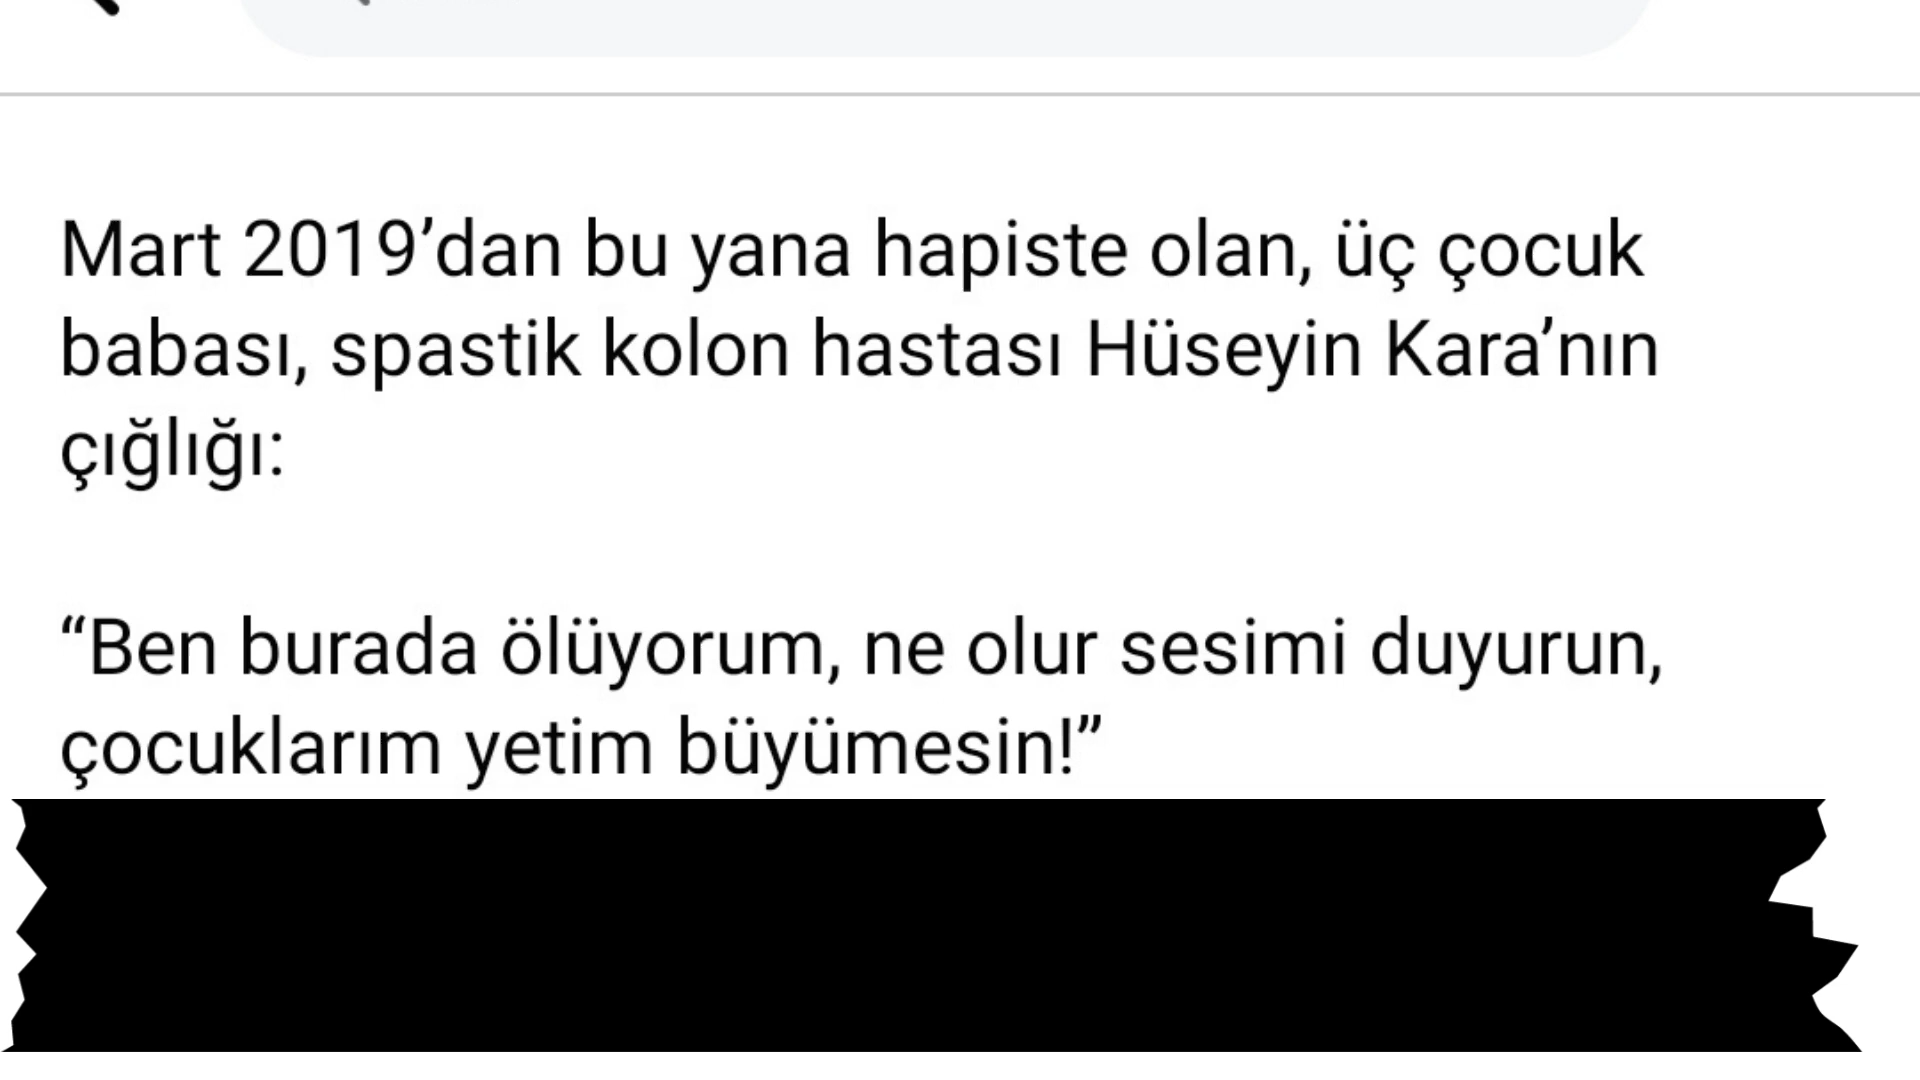 Mart 2019’dan bu yana hapiste olan, üç çocuk
babası, spastik kolon hastası Hüseyin Kara’nın
çığlığı:
“Ben burada ölüyorum, ne olur sesimi duyurun,
çocuklarım yetim büyümesin!”